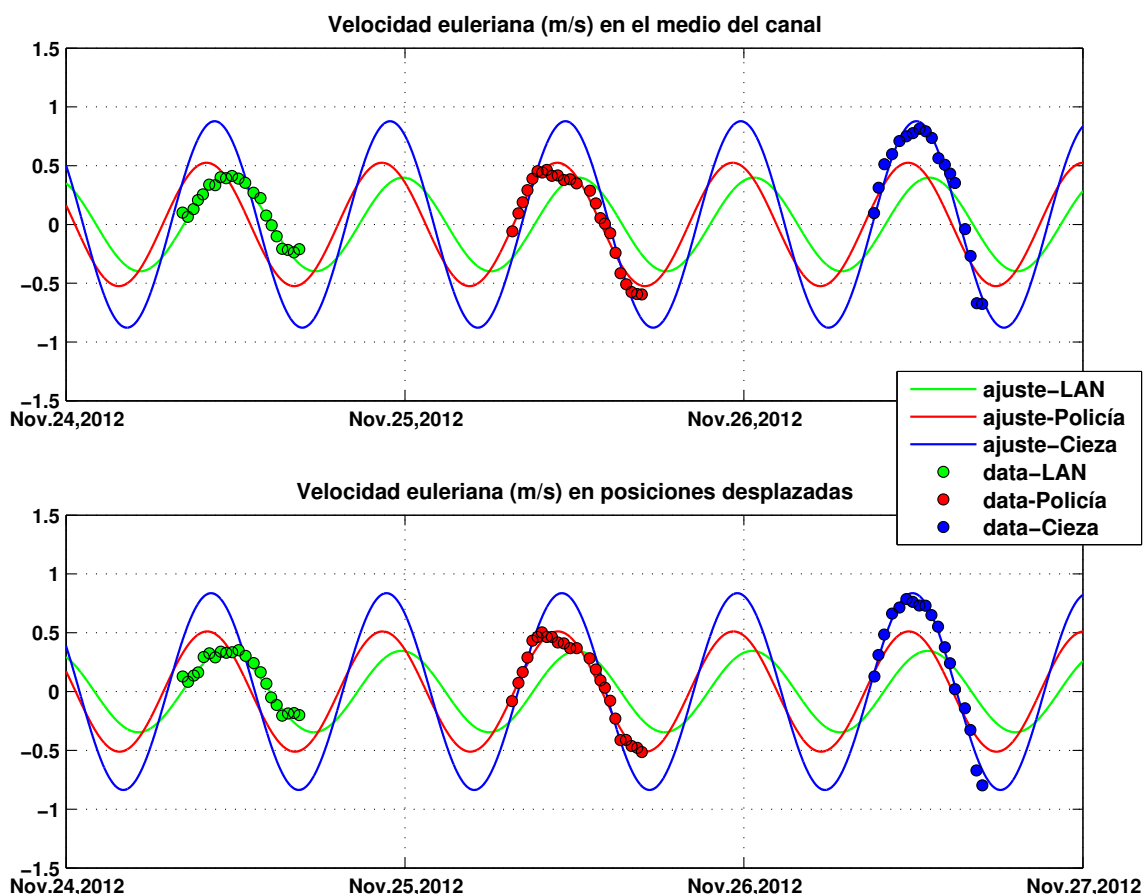 Velocidad euleriana (m/s) en el medio del canal
1.5
1
0.5
0
−0.5
−1
−1.5
Nov.24,2012
Nov.25,2012
Nov.26,2012
ajuste−LAN
ajuste-Policía
ajuste−Cieza
data−LAN
data-Policía
data−Cieza
Velocidad euleriana (m/s) en posiciones desplazadas
1.5
1
0.5
0
−0.5
−1
−1.5
Nov.24,2012
Nov.25,2012
Nov.26,2012
Nov.27,2012